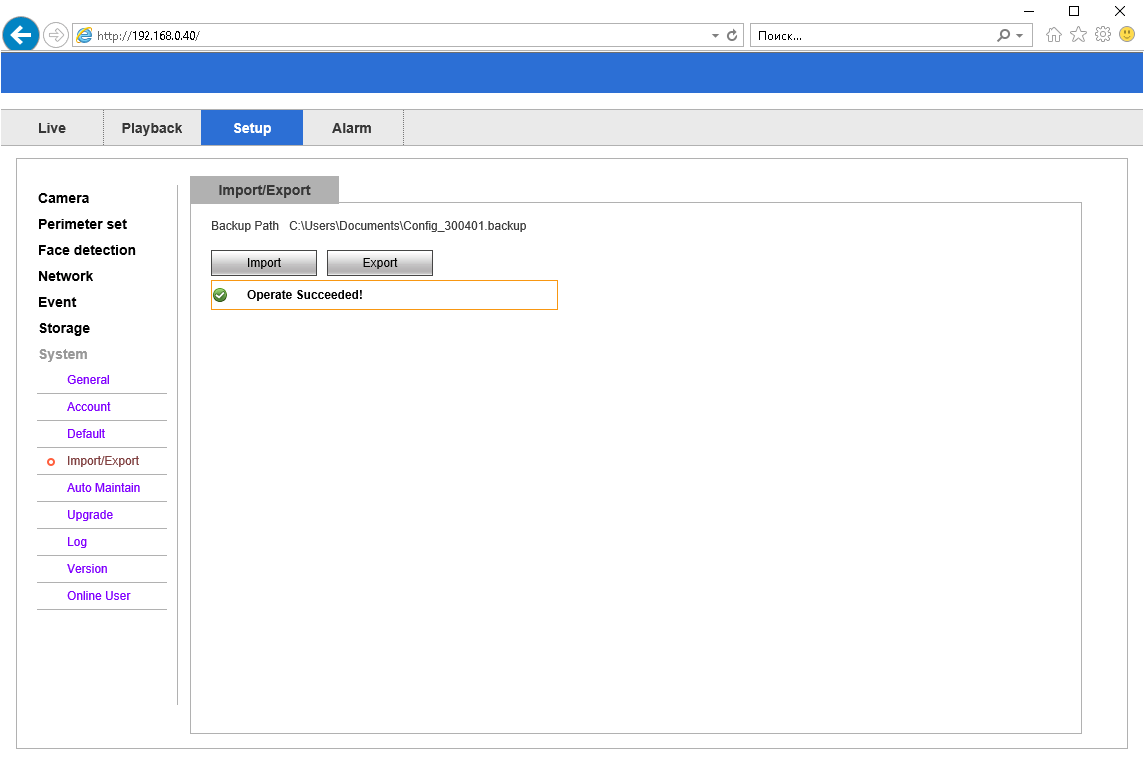 http://192.168.0.40/
Поиск...
Live Playback Setup Alarm
Camera
Perimeter set
Face detection
Network
Event
Storage
System
General
Account
Default
Import/Export
Auto Maintain
Upgrade
Log
Version
Online User
Import/Export
Backup Path C:\Users\Documents\Config_300401.backup
Import Export
Operate Succeeded!